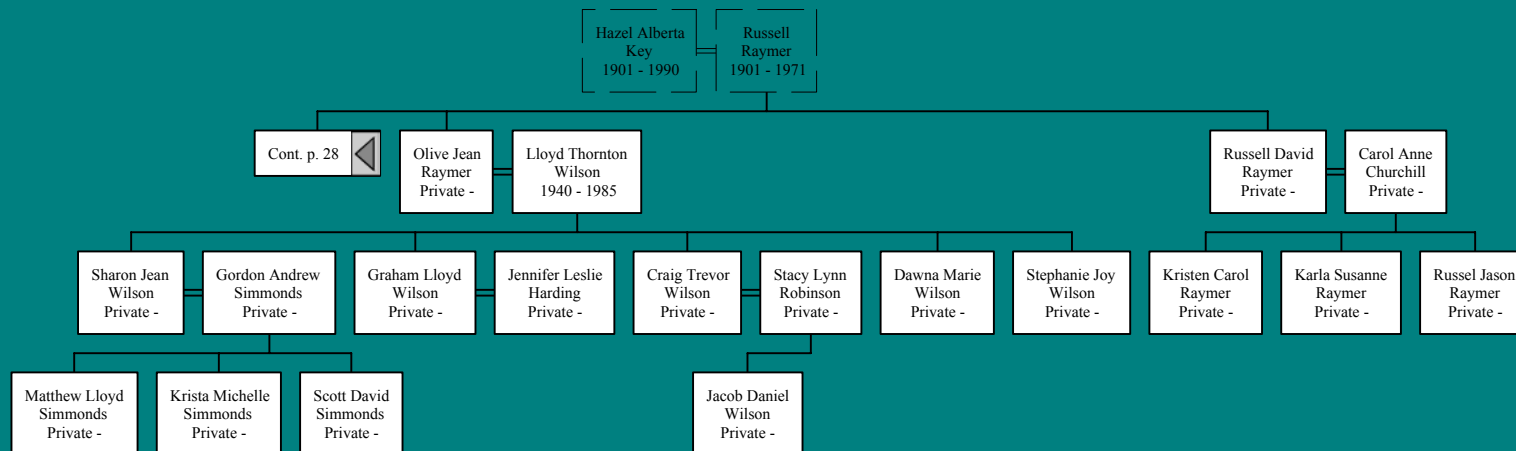 Hazel Alberta
Key
1901 - 1990
Russell
Raymer
1901 - 1971
Cont. p. 28
Olive Jean
Raymer
Private -
Lloyd Thornton
Wilson
1940 - 1985
Russell David
Raymer
Private -
Carol Anne
Churchill
Private -
Sharon Jean
Wilson
Private -
Gordon Andrew
Simmonds
Private -
Graham Lloyd
Wilson
Private -
Jennifer Leslie
Harding
Private -
Craig Trevor
Wilson
Private -
Stacy Lynn
Robinson
Private -
Dawna Marie
Wilson
Private -
Stephanie Joy
Wilson
Private -
Kristen Carol
Raymer
Private -
Karla Susanne
Raymer
Private -
Russel Jason
Raymer
Private -
Matthew Lloyd
Simmonds
Private -
Krista Michelle
Simmonds
Private -
Scott David
Simmonds
Private -
Jacob Daniel
Wilson
Private -